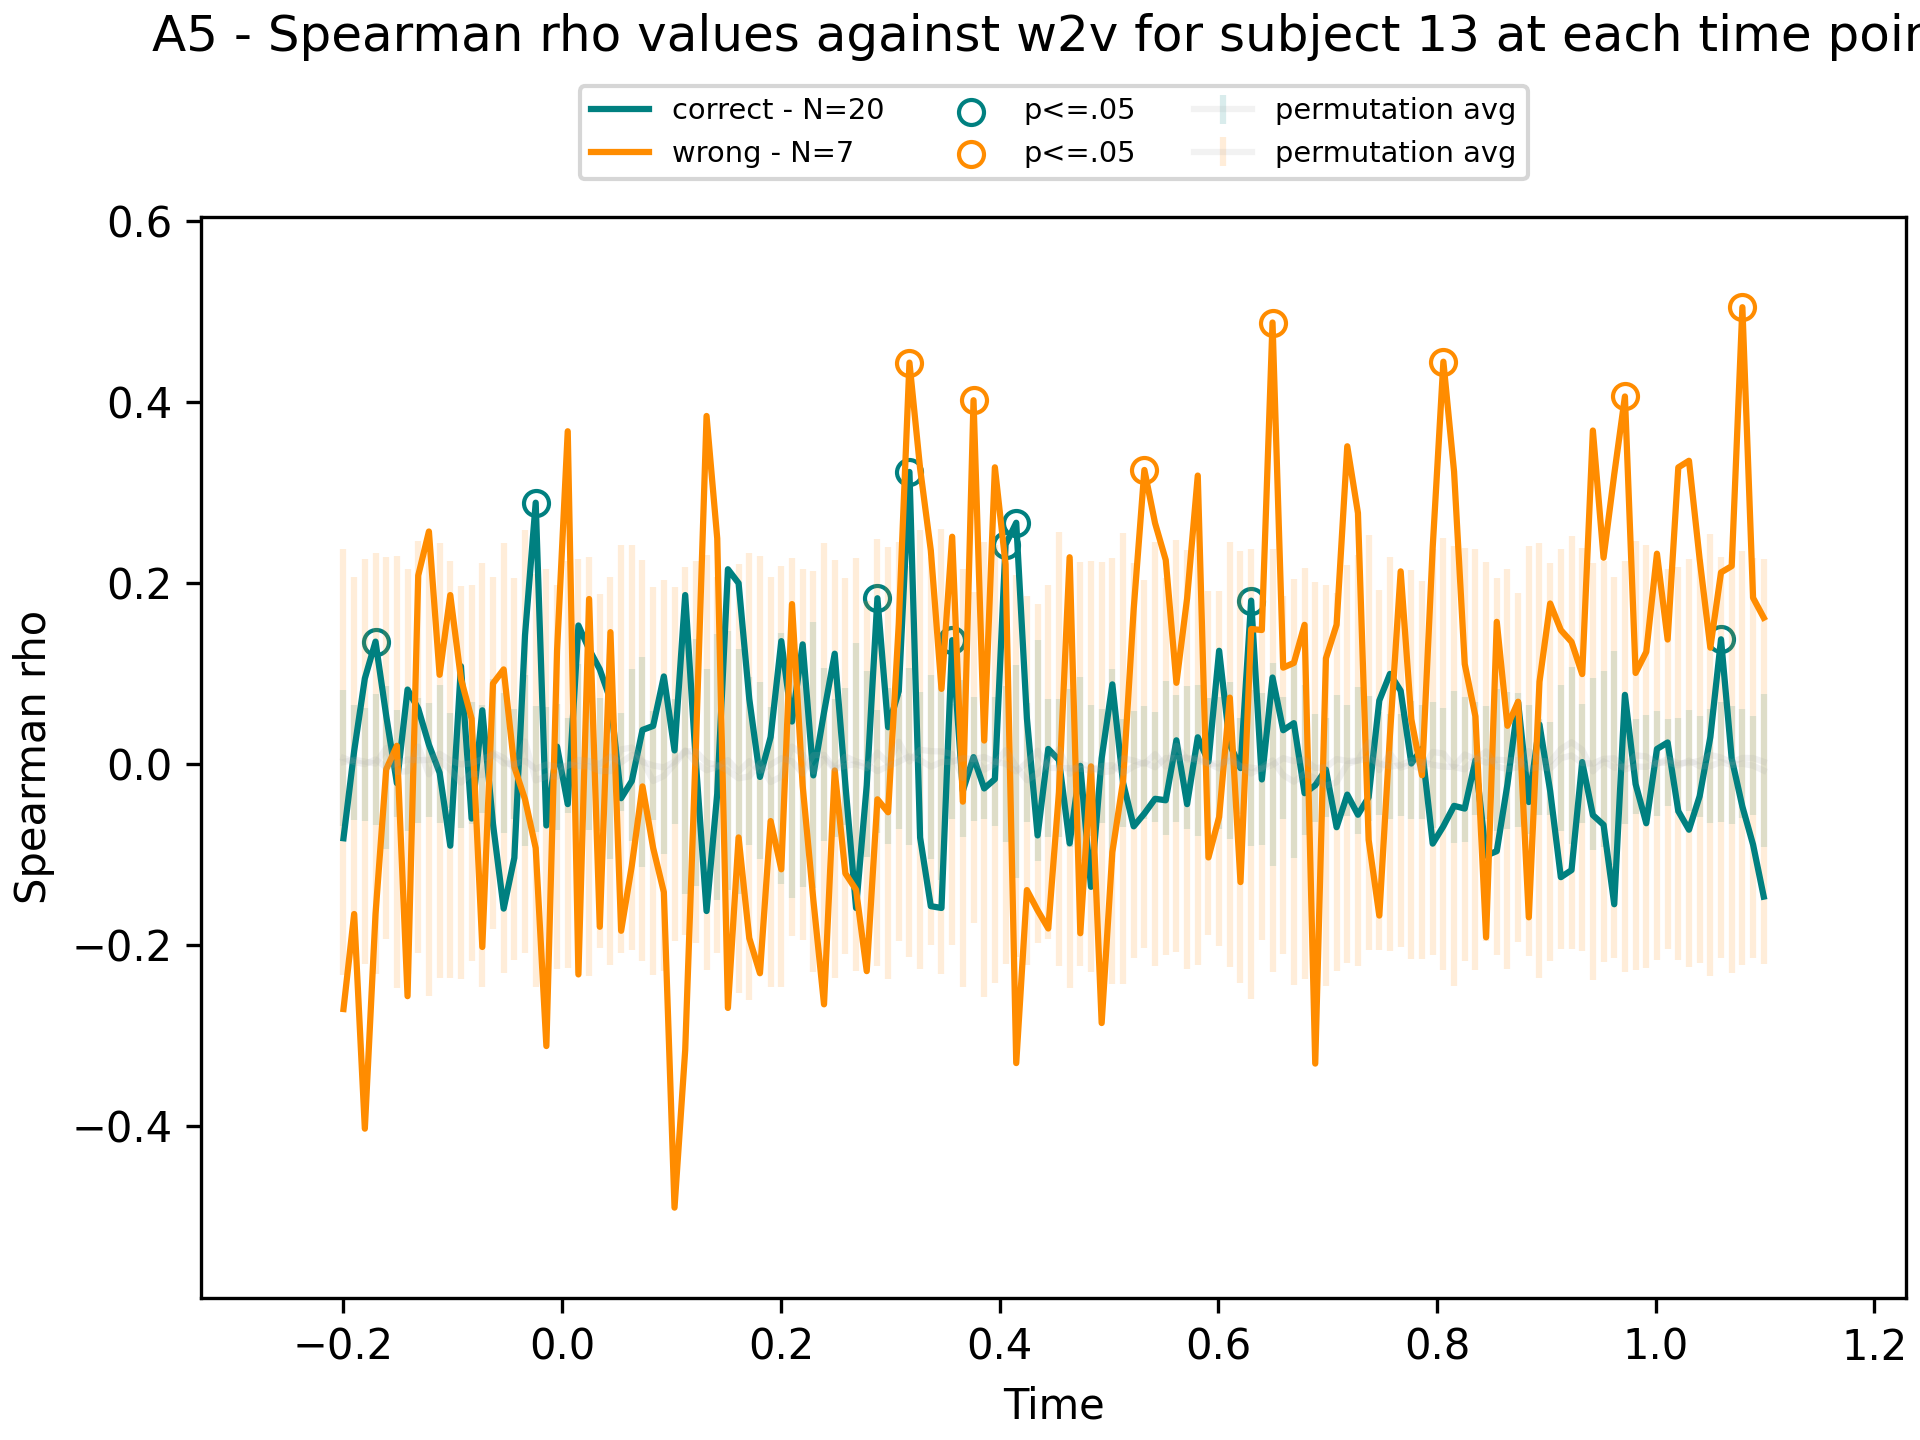 A5 - Spearman rho values against w2v for subject 13 at each time poin
correct - N=20
wrong - N=7
p<=.05
p<=.05
permutation avg
permutation avg
Spearman rho
0.6
0.4
0.2
0.0
−0.2
−0.4
−0.2 0.0 0.2 0.4 0.6 0.8 1.0 1.2
Time